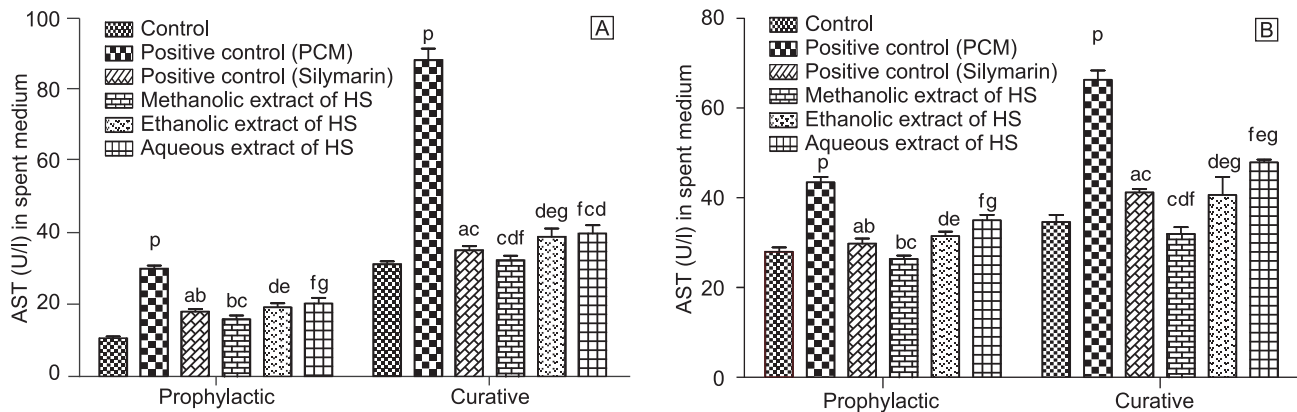 100
80
60
40
20
0
AST (U/l) in spent medium
Control
Positive control (PCM)
Positive control (Silymarin)
Methanolic extract of HS
Ethanolic extract of HS
Aqueous extract of HS
A
p
ab
bc
de
fg
p
ac
cdf
deg
fcd
Prophylactic
Curative
80
60
40
20
0
AST (U/l) in spent medium
Control
Positive control (PCM)
Positive control (Silymarin)
Methanolic extract of HS
Ethanolic extract of HS
Aqueous extract of HS
B
p
ab
bc
de
fg
p
ac
cdf
deg
feg
Prophylactic
Curative